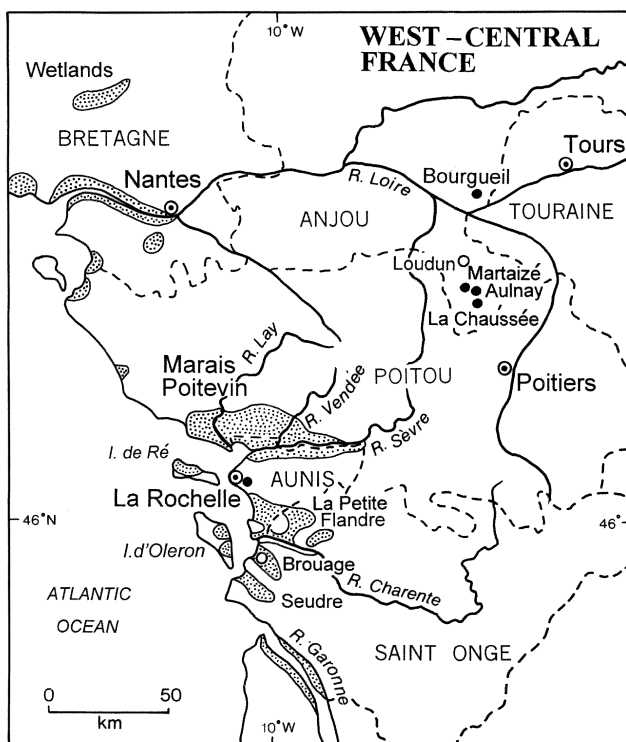 10°W
WEST–CENTRAL
FRANCE
Wetlands
BRETAGNE
Tours
Bourgueil
Nantes
R. Loire
TOURAINE
ANJOU
Loudun
Martaizé
Aulnay
La Chaussée
R. Lay
Marais
Poitevin
POITOU
Poitiers
R. Vendée
R. Sèvre
I. de Ré
AUNIS
La Rochelle
La Petite
Flandre
46°N
46°
I.d'Oleron
Brouage
R. Charente
ATLANTIC
OCEAN
Seudre
R. Garonne
SAINT ONGE
0 50
km
10°W